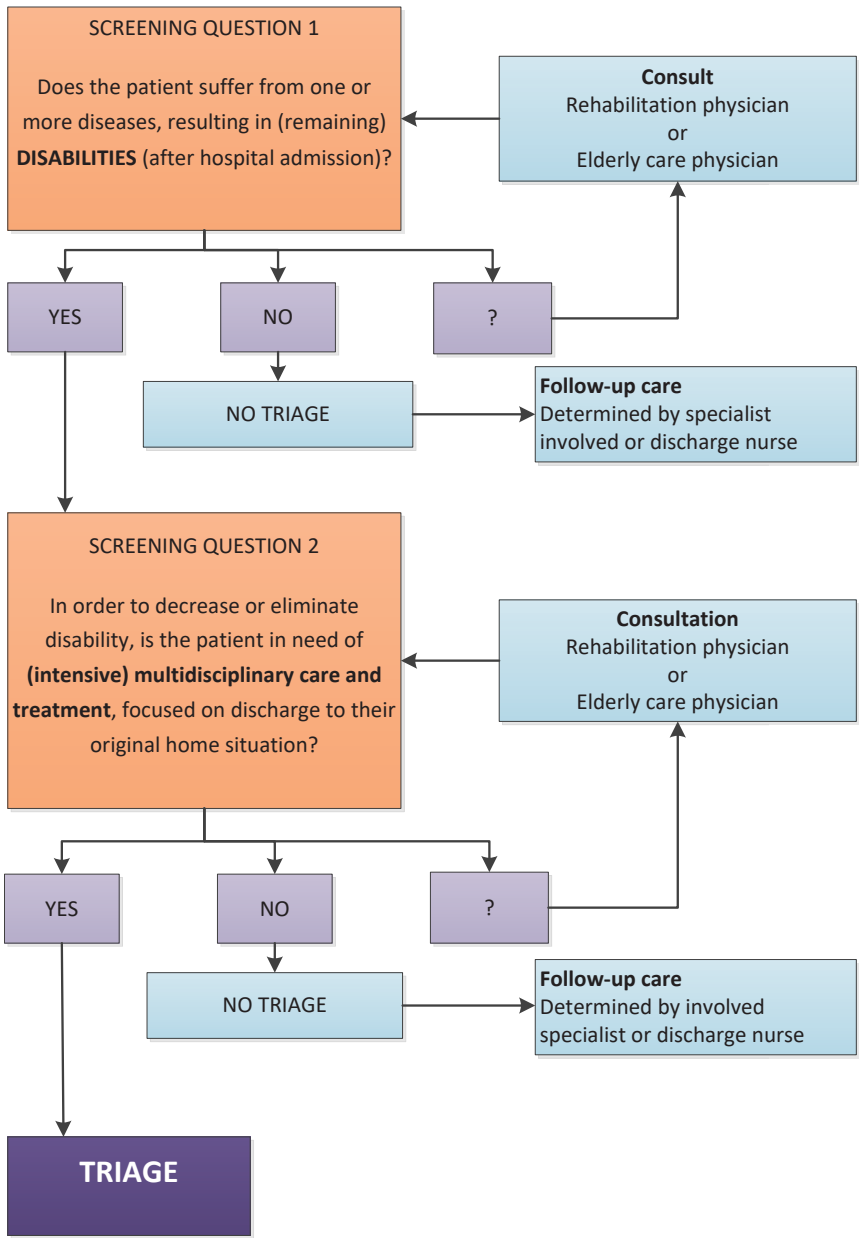 SCREENING QUESTION 1
Does the patient suffer from one or
more diseases, resulting in (remaining)
DISABILITIES (after hospital admission)?
Consult
Rehabilitation physician
or
Elderly care physician
YES
NO
?
NO TRIAGE
Follow-up care
Determined by specialist
involved or discharge nurse
SCREENING QUESTION 2
In order to decrease or eliminate
disability, is the patient in need of
(intensive) multidisciplinary care and
treatment, focused on discharge to their
original home situation?
Consultation
Rehabilitation physician
or
Elderly care physician
YES
NO
?
NO TRIAGE
Follow-up care
Determined by involved
specialist or discharge nurse
TRIAGE